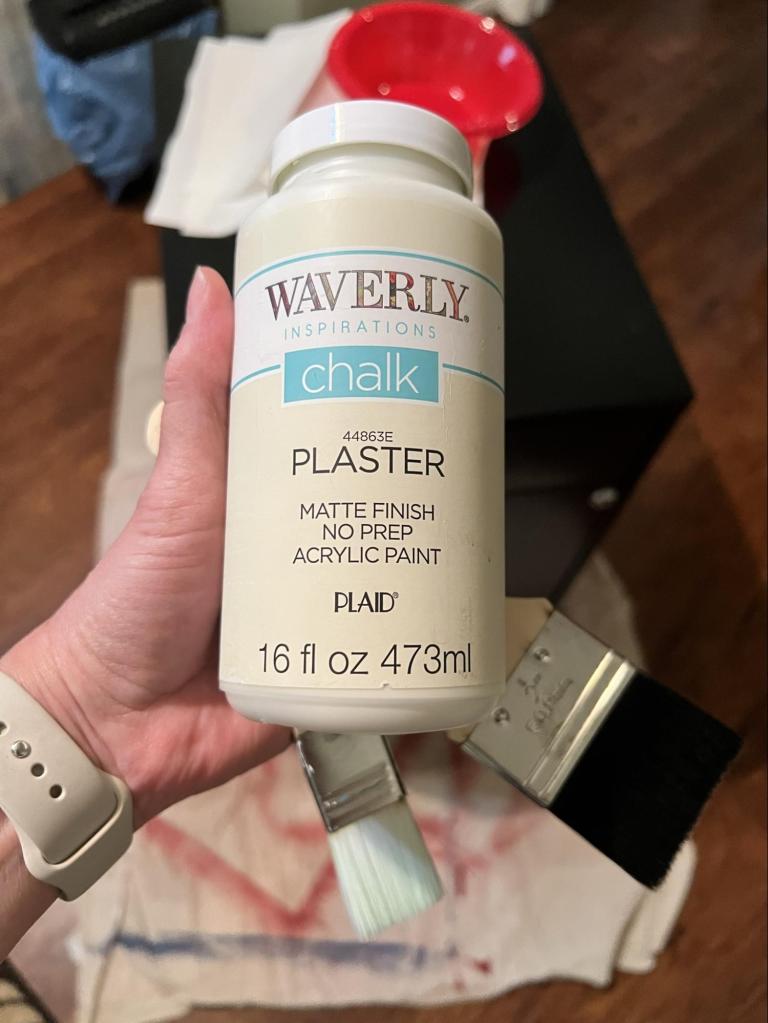 WAVERLY®
INSPIRATIONS
chalk
44863E
PLASTER
MATTE FINISH
NO PREP
ACRYLIC PAINT
PLAID®
16 fl oz 473ml